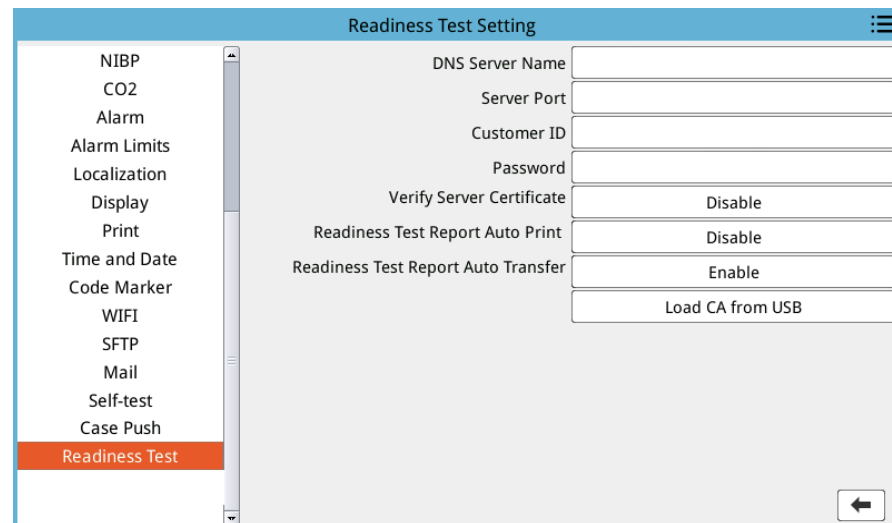 Readiness Test Setting
NIBP
CO2
Alarm
Alarm Limits
Localization
Display
Print
Time and Date
Code Marker
WIFI
SFTP
Mail
Self-test
Case Push
Readiness Test
DNS Server Name
Server Port
Customer ID
Password
Verify Server Certificate Disable
Readiness Test Report Auto Print Disable
Readiness Test Report Auto Transfer Enable
Load CA from USB